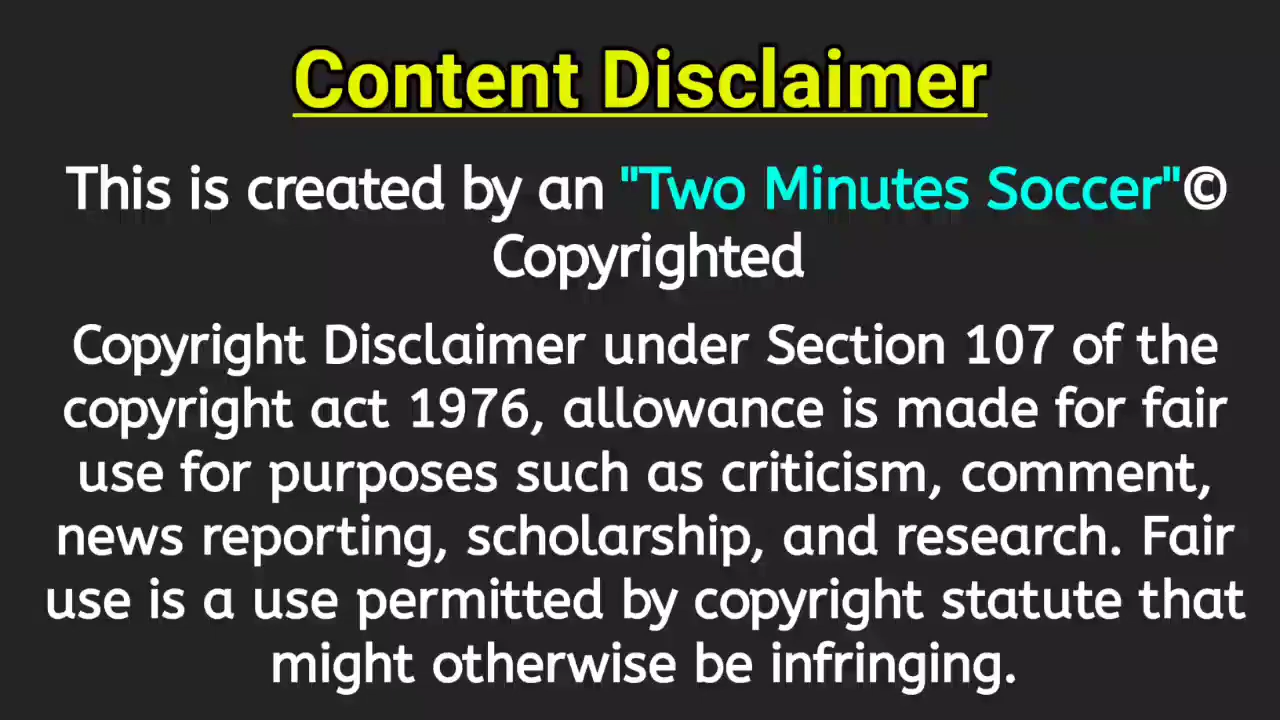 Content Disclaimer
This is created by an "Two Minutes Soccer"©
Copyrighted
Copyright Disclaimer under Section 107 of the
copyright act 1976, allowance is made for fair
use for purposes such as criticism, comment,
news reporting, scholarship, and research. Fair
use is a use permitted by copyright statute that
might otherwise be infringing.